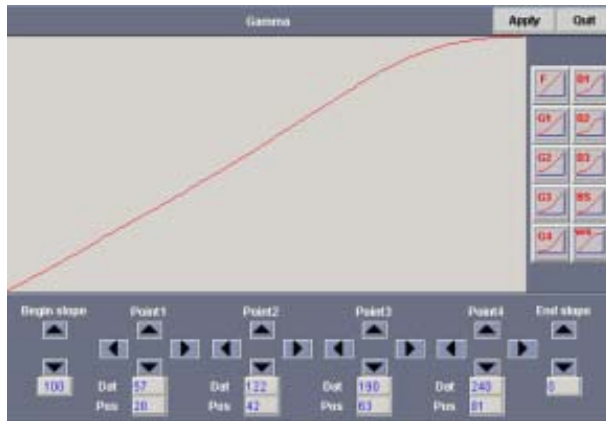 Gamma Apply Quit
F B1
G1 B2
G2 B3
G3 BS
G4
Begin slope Point1 Point2 Point3 Point4 End slope
100 Dat 57 Dat 122 Dat 190 Dat 240 0
Pos 28 Pos 42 Pos 63 Pos 81